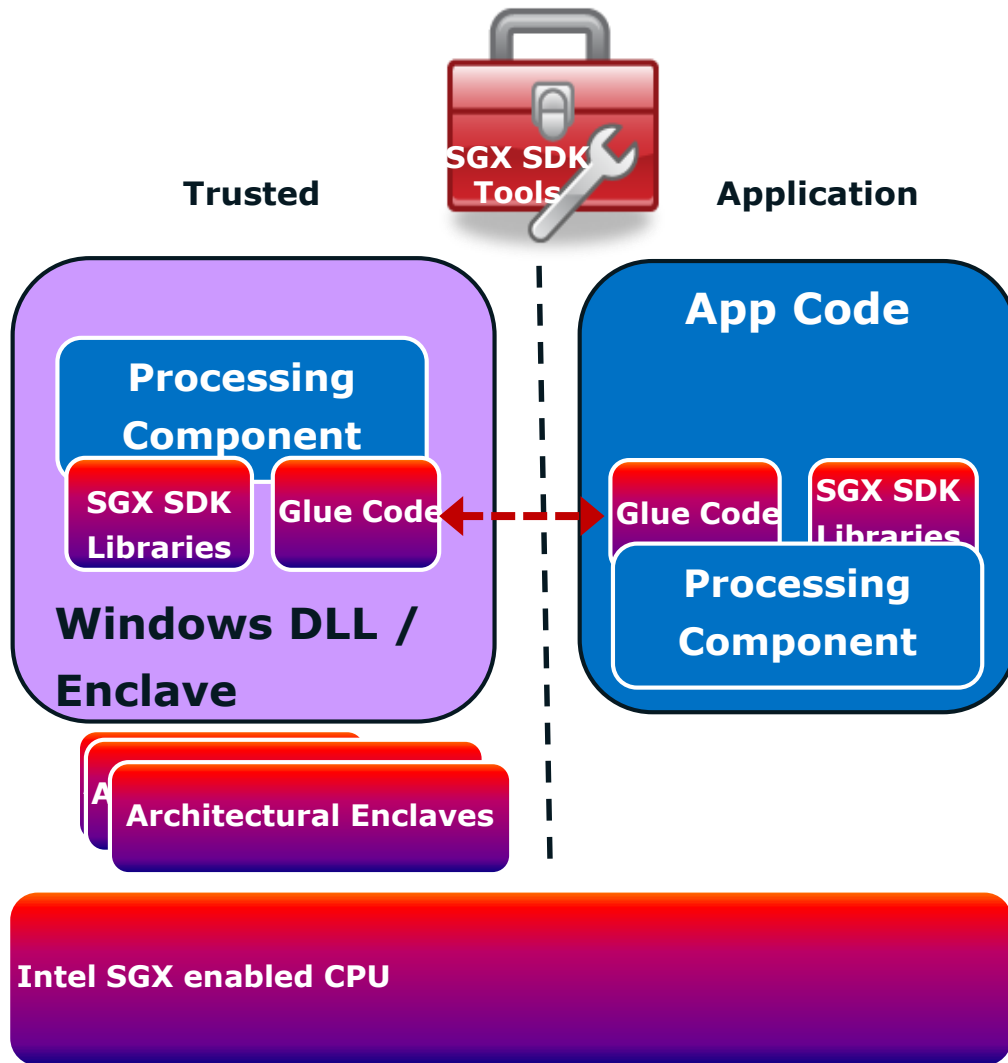 SGX SDK
Tools
Trusted
Application
App Code
Processing
Component
SGX SDK
Libraries
Glue Code
Windows DLL /
Enclave
Glue Code
SGX SDK
Libraries
Processing
Component
A
Architectural Enclaves
Intel SGX enabled CPU